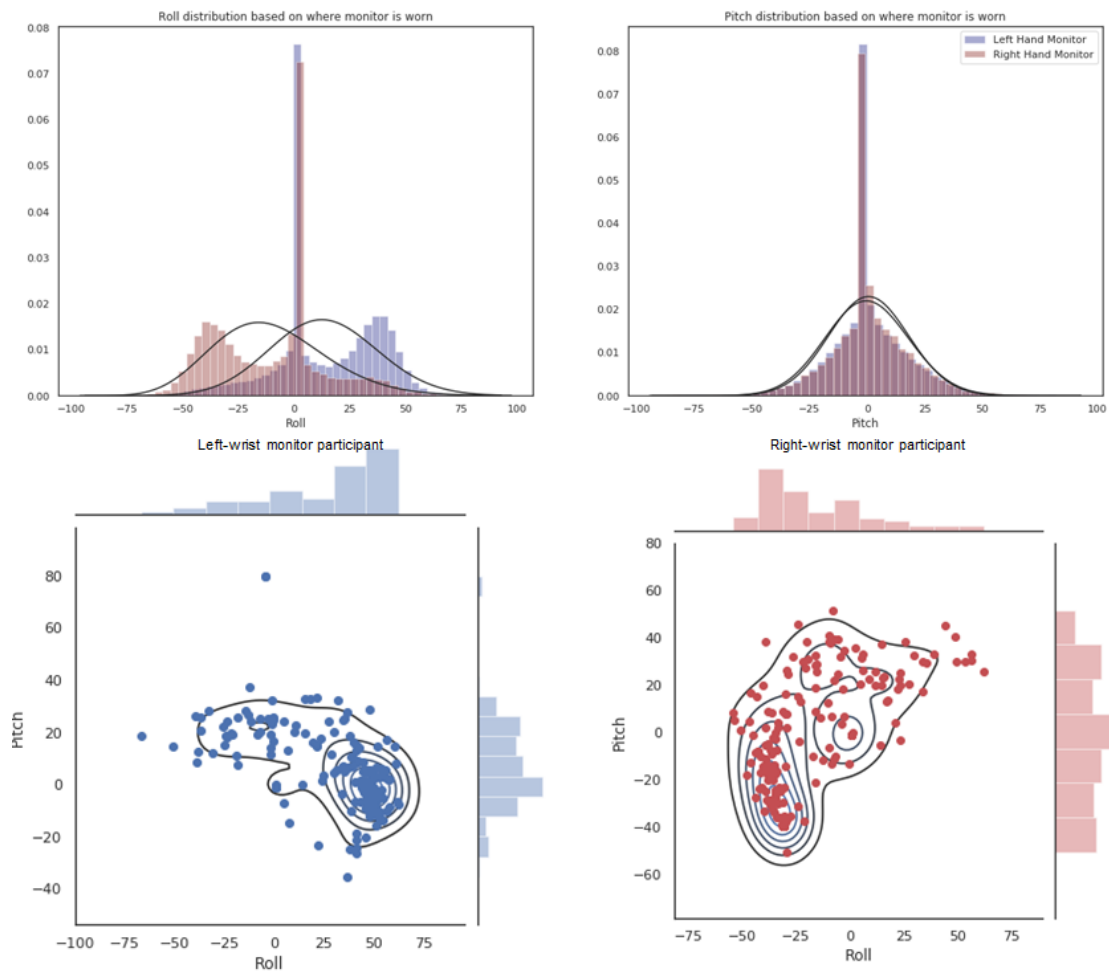 Roll distribution based on where monitor is worn
0.08
0.07
0.06
0.05
0.04
0.03
0.02
0.01
0.00
−100 −75 −50 −25 0 25 50 75 100
Roll
Pitch distribution based on where monitor is worn
Left Hand Monitor
Right Hand Monitor
0.08
0.07
0.06
0.05
0.04
0.03
0.02
0.01
0.00
−100 −75 −50 −25 0 25 50 75 100
Pitch
Left-wrist monitor participant
Pitch
80
60
40
20
0
−20
−40
−100 −75 −50 −25 0 25 50 75
Roll
Right-wrist monitor participant
Pitch
80
60
40
20
0
−20
−40
−60
−75 −50 −25 0 25 50 75
Roll